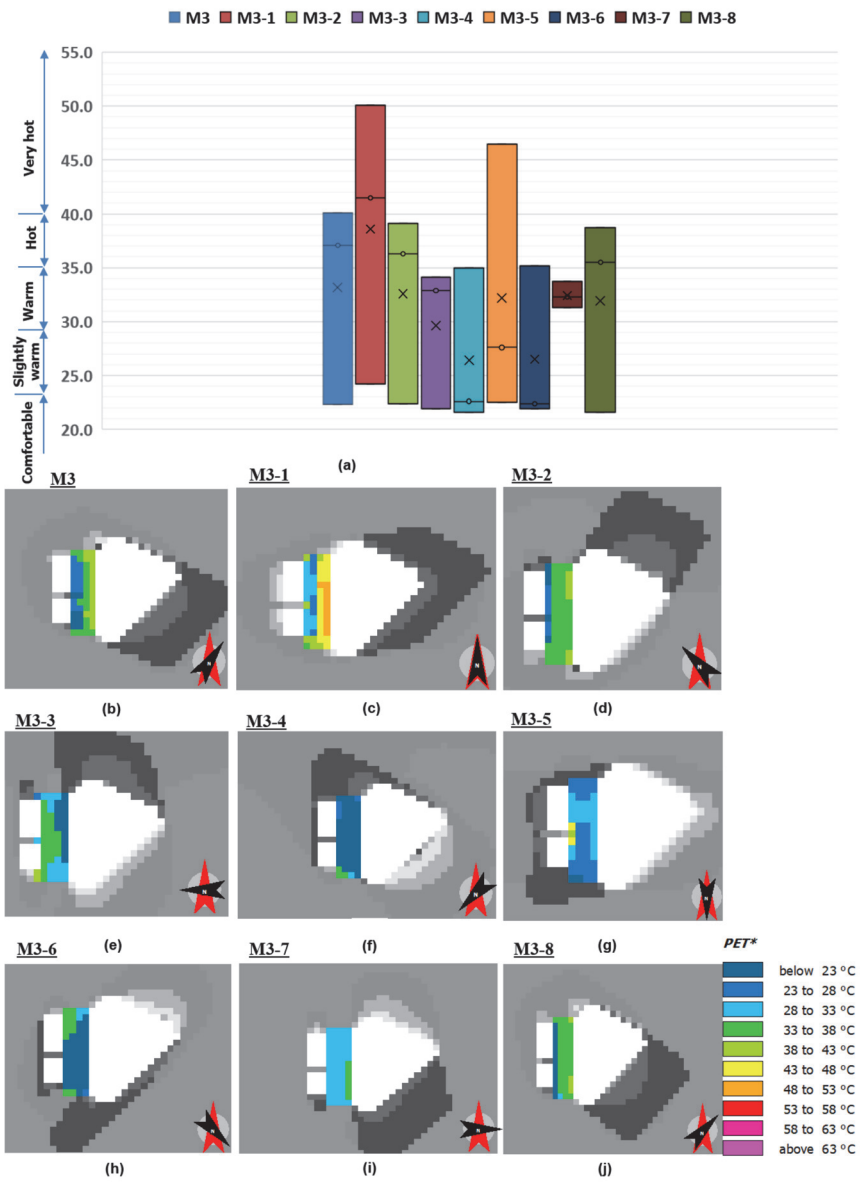 M3 M3-1 M3-2 M3-3 M3-4 M3-5 M3-6 M3-7 M3-8
55.0
50.0
45.0
40.0
35.0
30.0
25.0
20.0
Very hot
Hot
Warm
Slightly
warm
Comfortable
(a)
M3
M3-1
M3-2
N
N
N
(b)
(c)
(d)
M3-3
M3-4
M3-5
N
N
N
(e)
(f)
(g)
M3-6
M3-7
M3-8
N
N
N
(h)
(i)
(j)
PET*
below 23 °C
23 to 28 °C
28 to 33 °C
33 to 38 °C
38 to 43 °C
43 to 48 °C
48 to 53 °C
53 to 58 °C
58 to 63 °C
above 63 °C